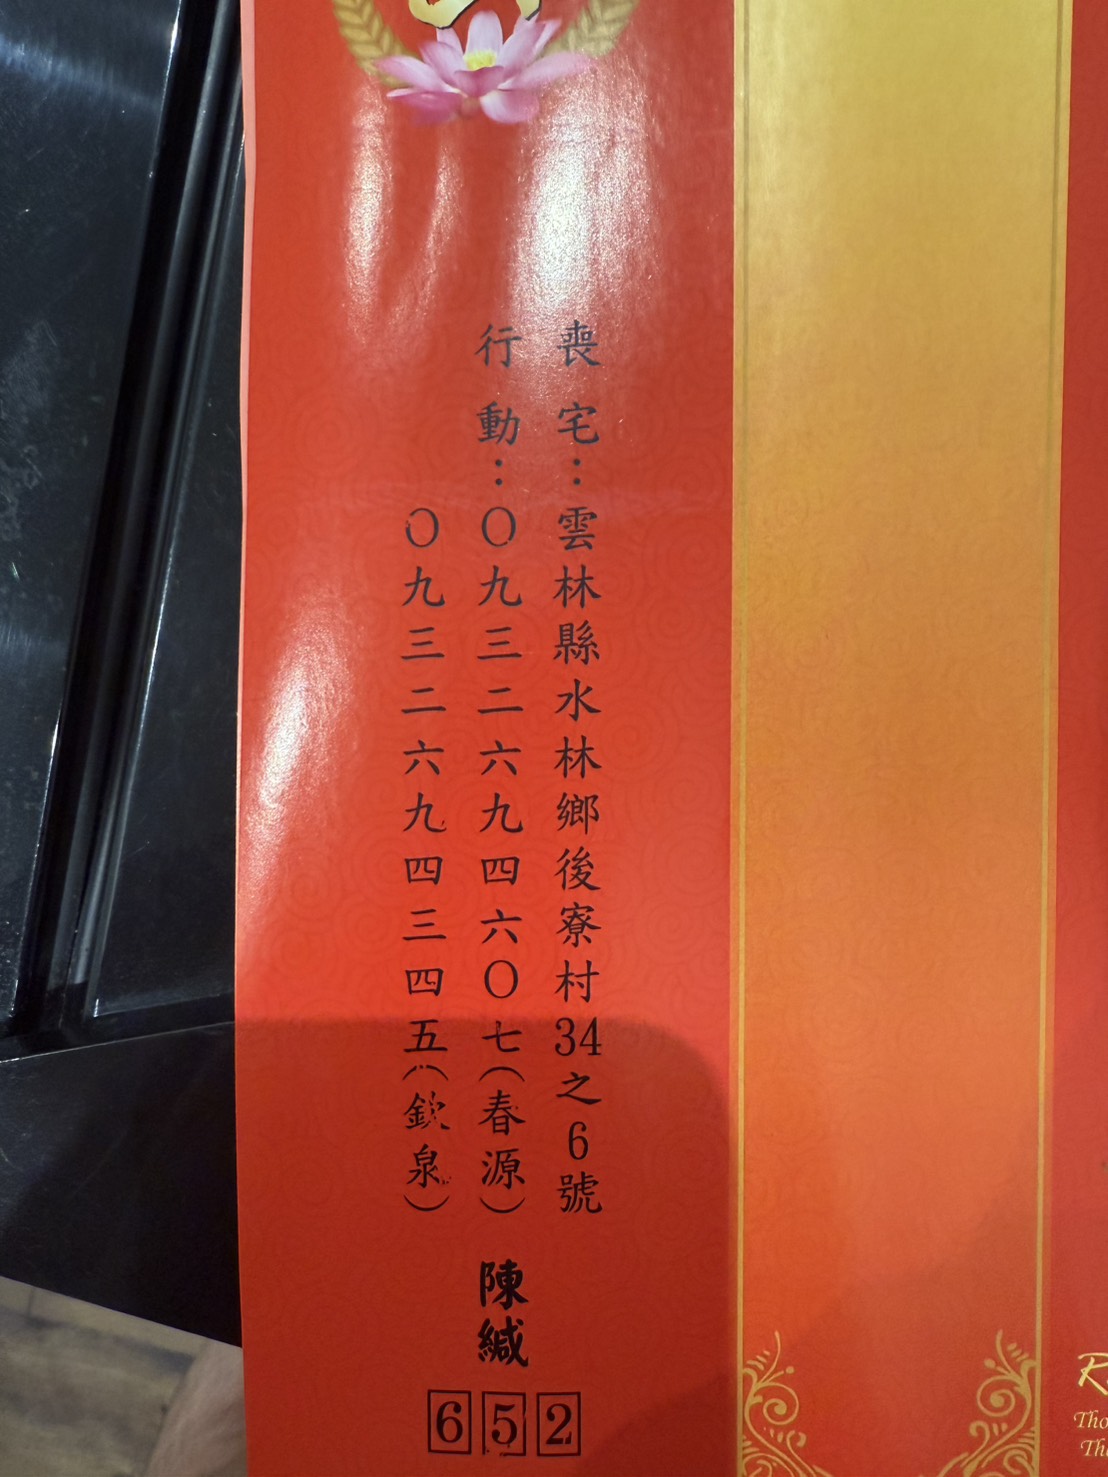 喪宅:雲林縣水林鄉後寮村34之6號
行動:〇九三二六九四六〇七(春源)
〇九三二六九四三四五(欽泉)
陳緘
652
Tho
The